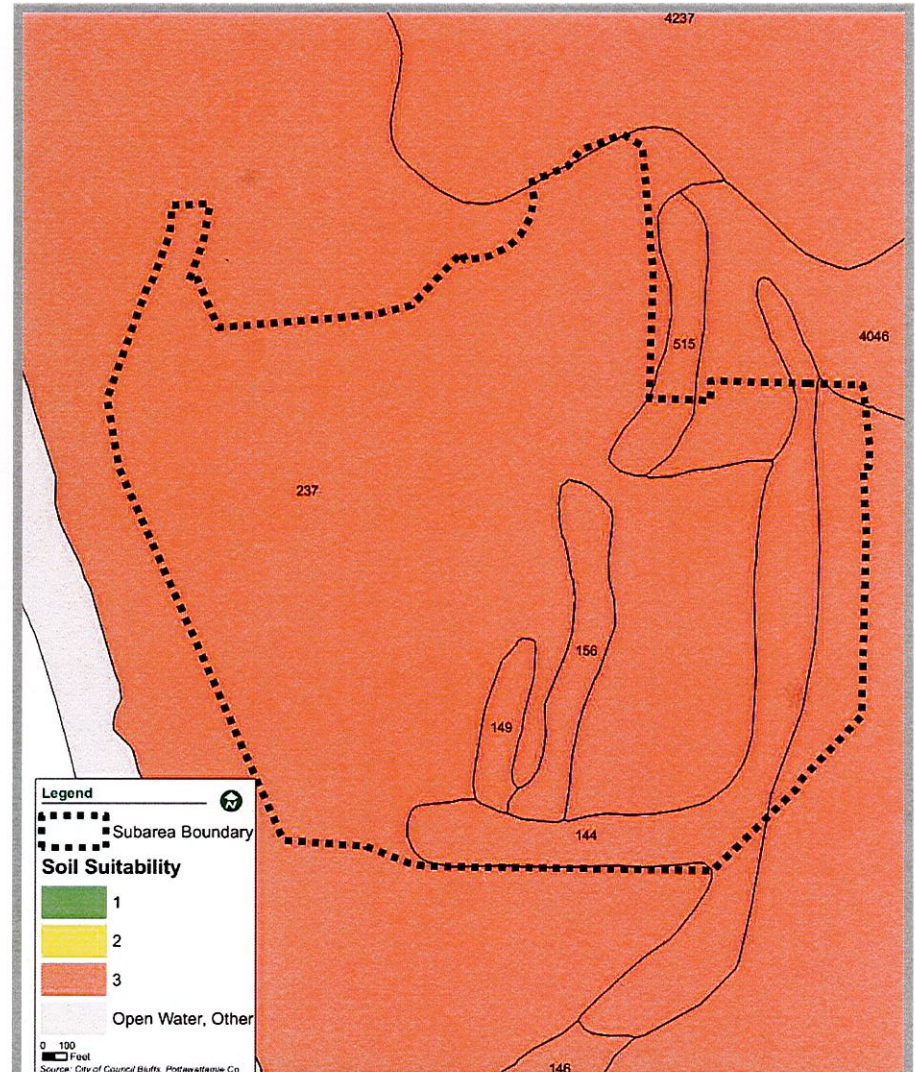 4237
515
4046
237
156
149
144
146
Legend
N
Subarea Boundary
Soil Suitability
1
2
3
Open Water, Other
0 100
Feet
Source: City of Council Bluffs, Pottawattamie Co.